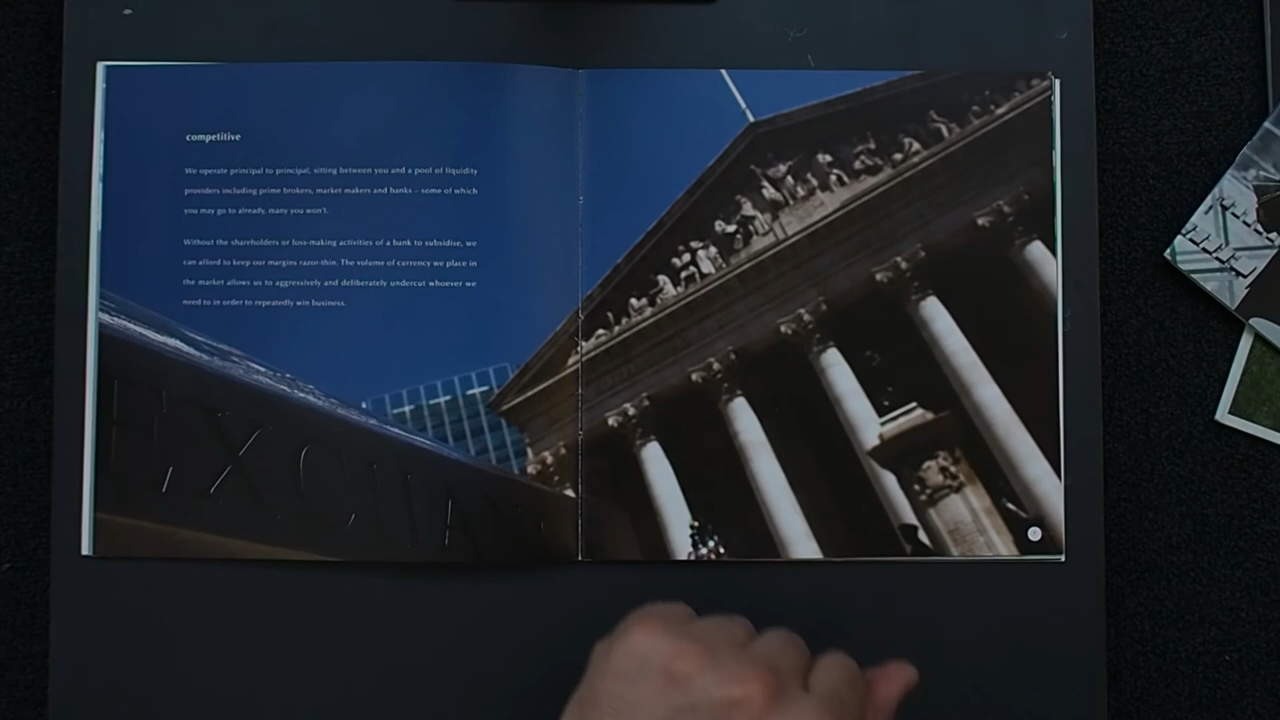 competitive
We operate principal to principal, sitting between you and a pool of liquidity
providers including prime brokers, market makers and banks – some of which
you may go to already, many you won't.
Without the shareholders or loss-making activities of a bank to subsidise, we
can afford to keep our margins razor-thin. The volume of currency we place in
the market allows us to aggressively and deliberately undercut whoever we
need to in order to repeatedly win business.
EXCHAN